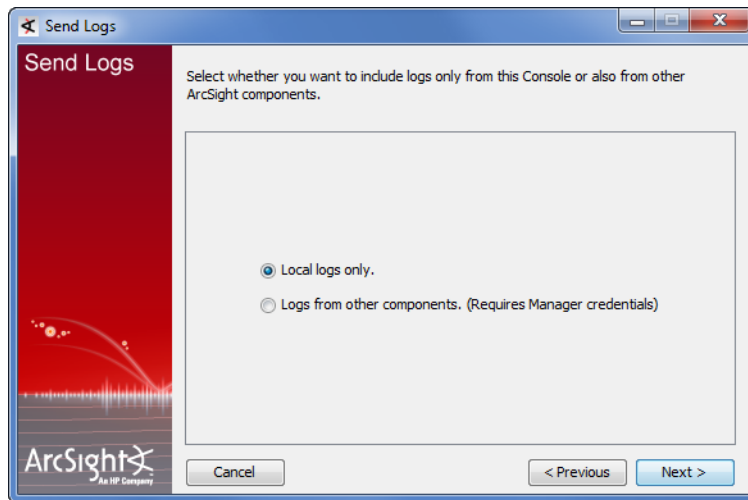 Send Logs
Send Logs
Select whether you want to include logs only from this Console or also from other
ArcSight components.
Local logs only.
Logs from other components. (Requires Manager credentials)
ArcSight
An HP Company
Cancel
< Previous
Next >